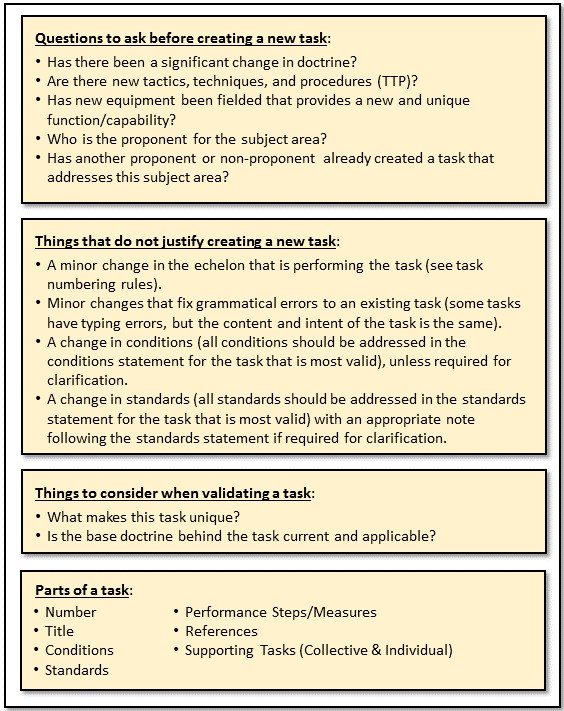 Questions to ask before creating a new task:
• Has there been a significant change in doctrine?
• Are there new tactics, techniques, and procedures (TTP)?
• Has new equipment been fielded that provides a new and unique
function/capability?
• Who is the proponent for the subject area?
• Has another proponent or non-proponent already created a task that
addresses this subject area?
Things that do not justify creating a new task:
• A minor change in the echelon that is performing the task (see task
numbering rules).
• Minor changes that fix grammatical errors to an existing task (some tasks
have typing errors, but the content and intent of the task is the same).
• A change in conditions (all conditions should be addressed in the
conditions statement for the task that is most valid), unless required for
clarification.
• A change in standards (all standards should be addressed in the standards
statement for the task that is most valid) with an appropriate note
following the standards statement if required for clarification.
Things to consider when validating a task:
• What makes this task unique?
• Is the base doctrine behind the task current and applicable?
Parts of a task:
• Number
• Title
• Conditions
• Standards
• Performance Steps/Measures
• References
• Supporting Tasks (Collective & Individual)